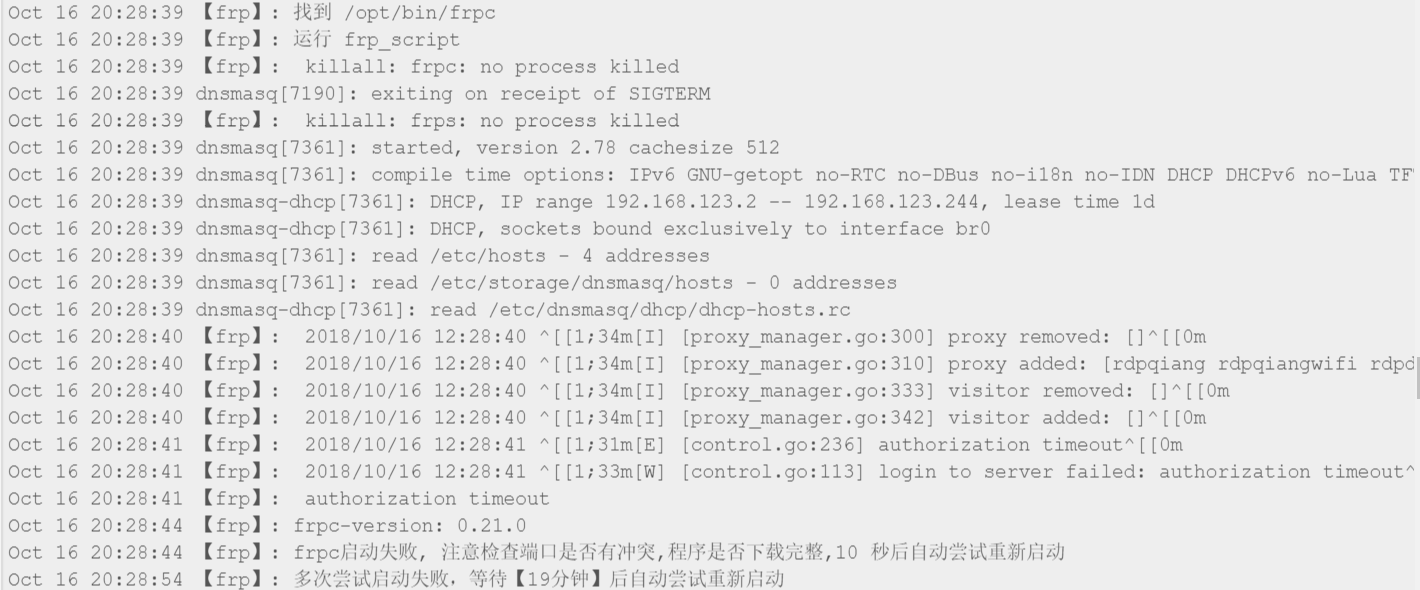 Oct 16 20:28:39 【frp】: 找到 /opt/bin/frpc
Oct 16 20:28:39 【frp】: 运行 frp_script
Oct 16 20:28:39 【frp】:  killall: frpc: no process killed
Oct 16 20:28:39 dnsmasq[7190]: exiting on receipt of SIGTERM
Oct 16 20:28:39 【frp】:  killall: frps: no process killed
Oct 16 20:28:39 dnsmasq[7361]: started, version 2.78 cachesize 512
Oct 16 20:28:39 dnsmasq[7361]: compile time options: IPv6 GNU-getopt no-RTC no-DBus no-i18n no-IDN DHCP DHCPv6 no-Lua TF
Oct 16 20:28:39 dnsmasq-dhcp[7361]: DHCP, IP range 192.168.123.2 -- 192.168.123.244, lease time 1d
Oct 16 20:28:39 dnsmasq-dhcp[7361]: DHCP, sockets bound exclusively to interface br0
Oct 16 20:28:39 dnsmasq[7361]: read /etc/hosts - 4 addresses
Oct 16 20:28:39 dnsmasq[7361]: read /etc/storage/dnsmasq/hosts - 0 addresses
Oct 16 20:28:39 dnsmasq-dhcp[7361]: read /etc/dnsmasq/dhcp/dhcp-hosts.rc
Oct 16 20:28:40 【frp】:  2018/10/16 12:28:40 ^[[1;34m[I] [proxy_manager.go:300] proxy removed: []^[[0m
Oct 16 20:28:40 【frp】:  2018/10/16 12:28:40 ^[[1;34m[I] [proxy_manager.go:310] proxy added: [rdpqiang rdpqiangwifi rdpd
Oct 16 20:28:40 【frp】:  2018/10/16 12:28:40 ^[[1;34m[I] [proxy_manager.go:333] visitor removed: []^[[0m
Oct 16 20:28:40 【frp】:  2018/10/16 12:28:40 ^[[1;34m[I] [proxy_manager.go:342] visitor added: []^[[0m
Oct 16 20:28:41 【frp】:  2018/10/16 12:28:41 ^[[1;31m[E] [control.go:236] authorization timeout^[[0m
Oct 16 20:28:41 【frp】:  2018/10/16 12:28:41 ^[[1;33m[W] [control.go:113] login to server failed: authorization timeout^
Oct 16 20:28:41 【frp】:  authorization timeout
Oct 16 20:28:44 【frp】: frpc-version: 0.21.0
Oct 16 20:28:44 【frp】: frpc启动失败, 注意检查端口是否有冲突,程序是否下载完整,10 秒后自动尝试重新启动
Oct 16 20:28:54 【frp】: 多次尝试启动失败，等待【19分钟】后自动尝试重新启动